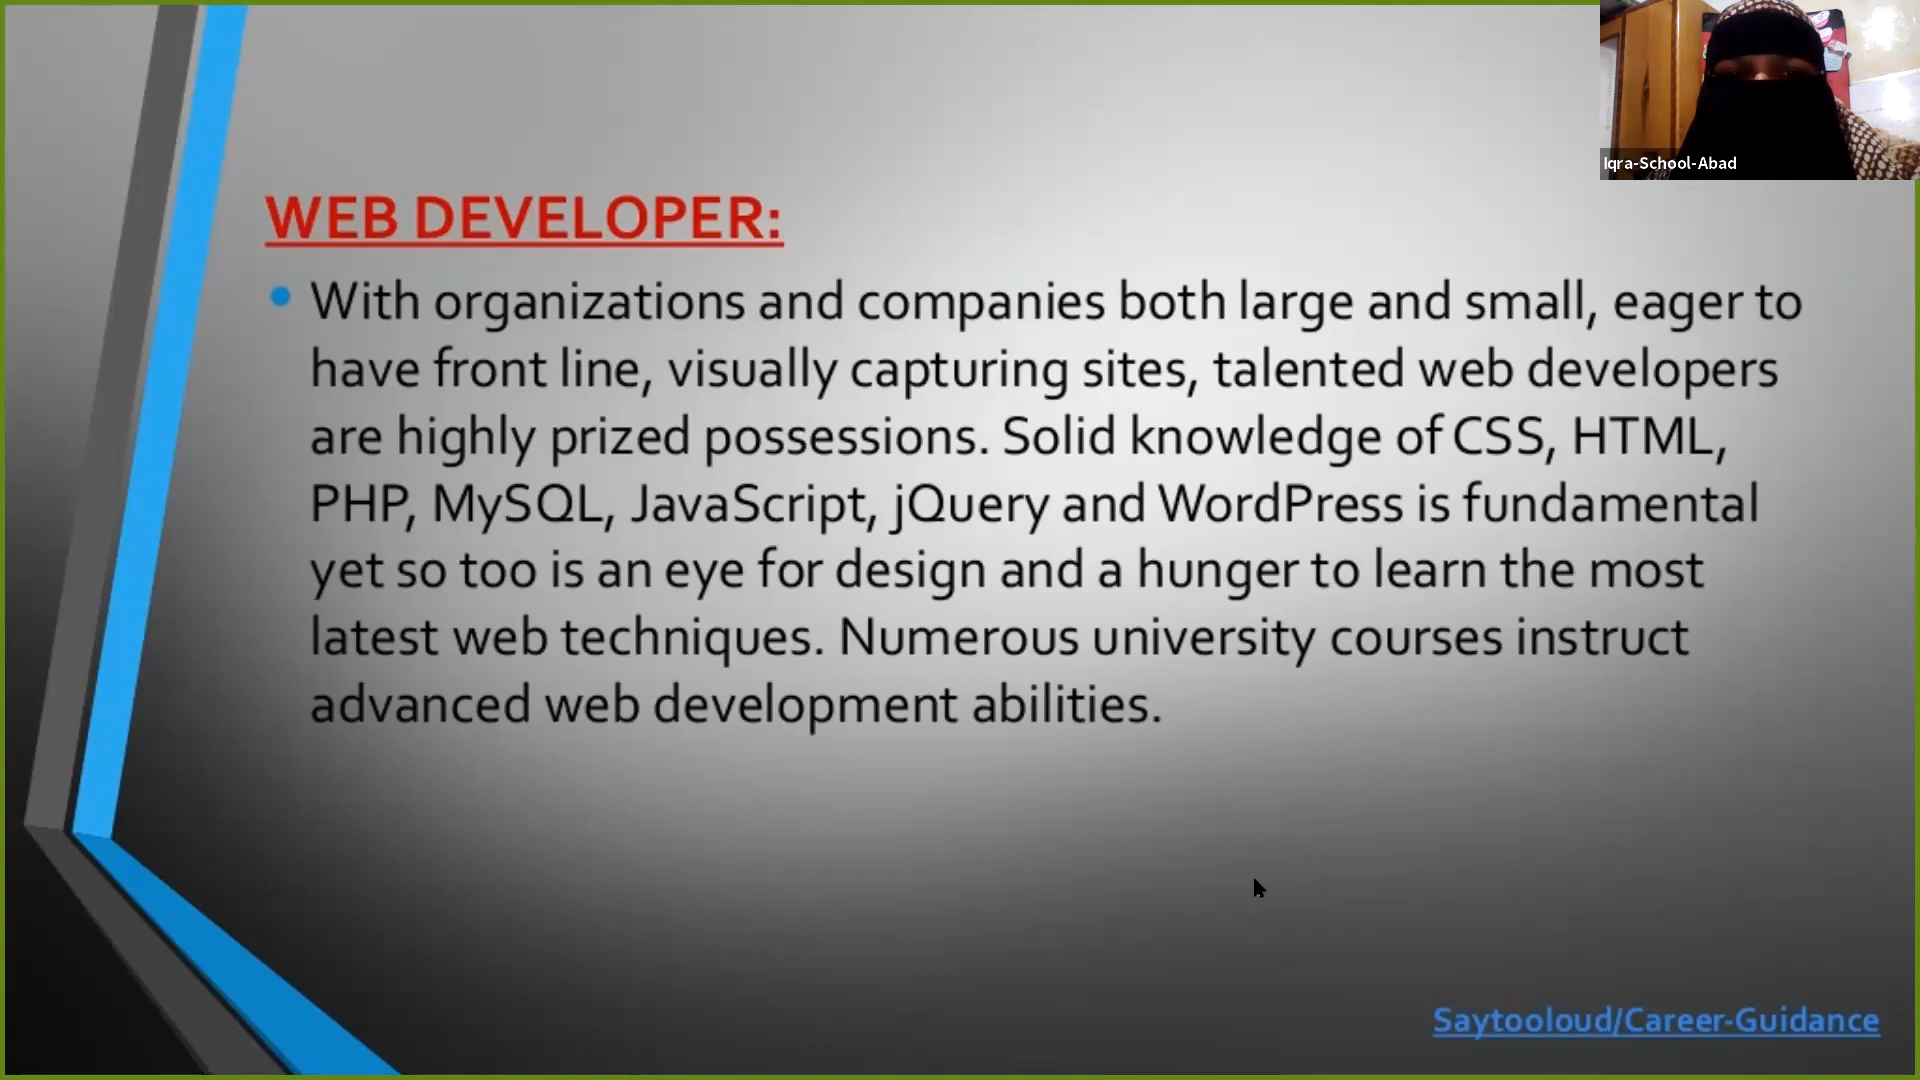 Iqra-School-Abad
WEB DEVELOPER:
• With organizations and companies both large and small, eager to
have front line, visually capturing sites, talented web developers
are highly prized possessions. Solid knowledge of CSS, HTML,
PHP, MySQL, JavaScript, jQuery and WordPress is fundamental
yet so too is an eye for design and a hunger to learn the most
latest web techniques. Numerous university courses instruct
advanced web development abilities.
Saytooloud/Career-Guidance